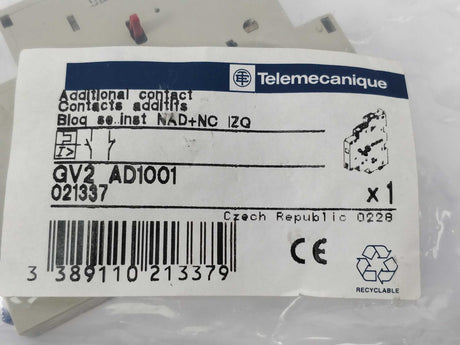 Telemecanique
Additional contact
Contacts additifs
Bloq se.inst NAD+NC IZQ
I>
GV2 AD1001
021337
x1
Czech Republic 0228
CE
3 389110 213379
RECYCLABLE